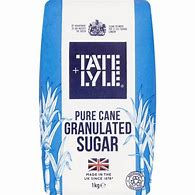 TATE
+LYLE®
PURE CANE
GRANULATED
SUGAR
MADE IN THE
UK SINCE 1878*
1kg℮